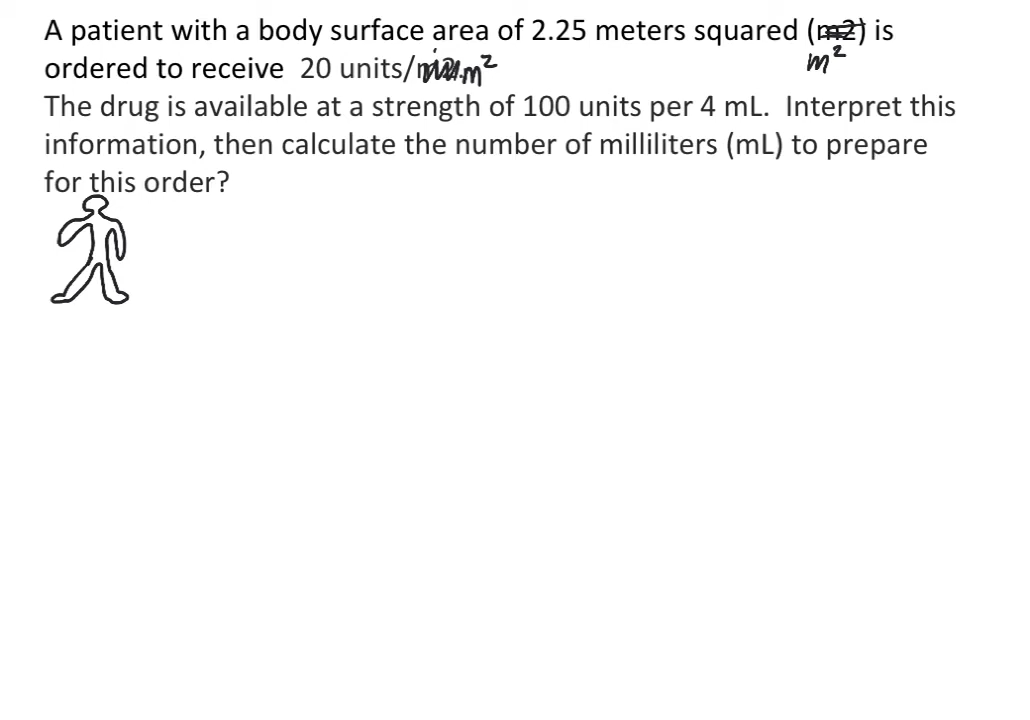 A patient with a body surface area of 2.25 meters squared (m2) is
m²
ordered to receive 20 units/ m²
The drug is available at a strength of 100 units per 4 mL. Interpret this
information, then calculate the number of milliliters (mL) to prepare
for this order?